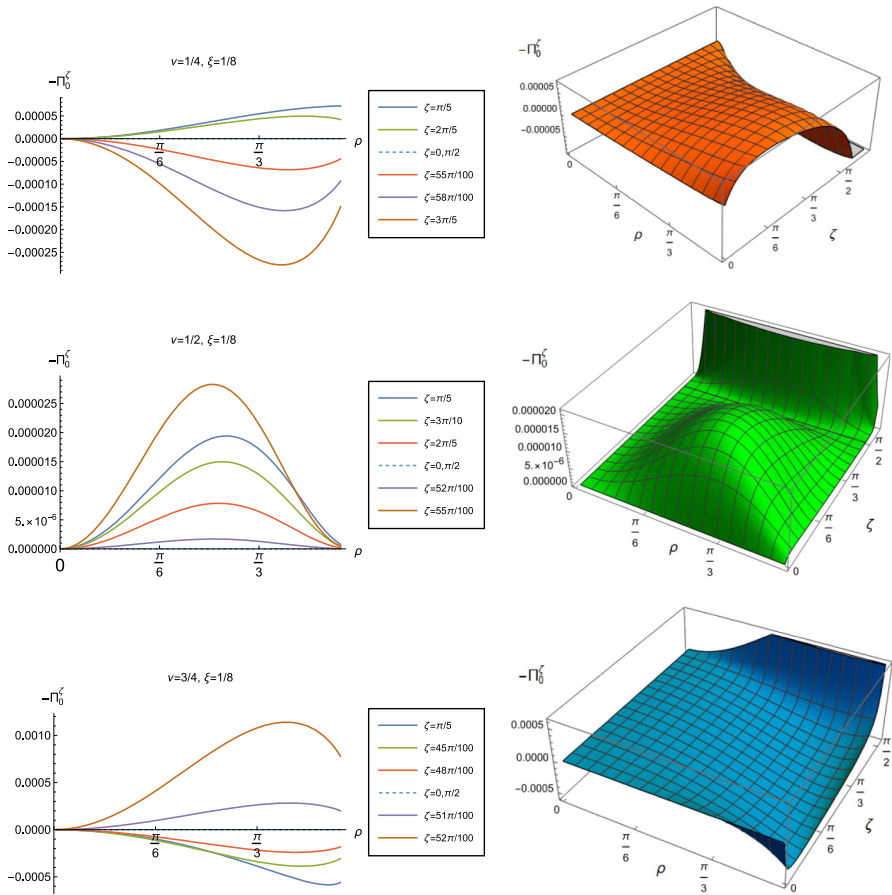 ν=1/4, ξ=1/8
−Π₀^ζ
0.00005
0.00000
−0.00005
−0.00010
−0.00015
−0.00020
−0.00025
π/6
π/3
ρ
ζ=π/5
ζ=2π/5
ζ=0,π/2
ζ=55π/100
ζ=58π/100
ζ=3π/5
−Π₀^ζ
0.00005
0.00000
−0.00005
0
π/6
π/3
ρ
0
π/6
π/3
π/2
ζ
ν=1/2, ξ=1/8
−Π₀^ζ
0.000025
0.000020
0.000015
0.000010
5.×10⁻⁶
0.000000
0
π/6
π/3
ρ
ζ=π/5
ζ=3π/10
ζ=2π/5
ζ=0,π/2
ζ=52π/100
ζ=55π/100
−Π₀^ζ
0.000020
0.000015
0.000010
5.×10⁻⁶
0.000000
0
π/6
π/3
ρ
0
π/6
π/3
π/2
ζ
ν=3/4, ξ=1/8
−Π₀^ζ
0.0010
0.0005
0.0000
−0.0005
π/6
π/3
ρ
ζ=π/5
ζ=45π/100
ζ=48π/100
ζ=0,π/2
ζ=51π/100
ζ=52π/100
−Π₀^ζ
0.0005
0.0000
−0.0005
0
π/6
π/3
ρ
0
π/6
π/3
π/2
ζ